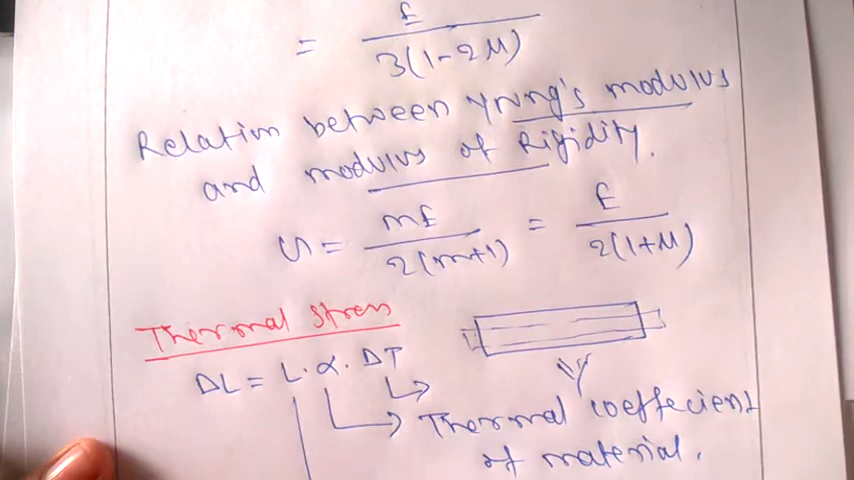 = E / 3(1-2μ)
Relation between Young's modulus
and modulus of Rigidity.
G = mE / 2(m+1) = E / 2(1+μ)
Thermal stress
ΔL = L.α.ΔT
Thermal coeffecient
of material.